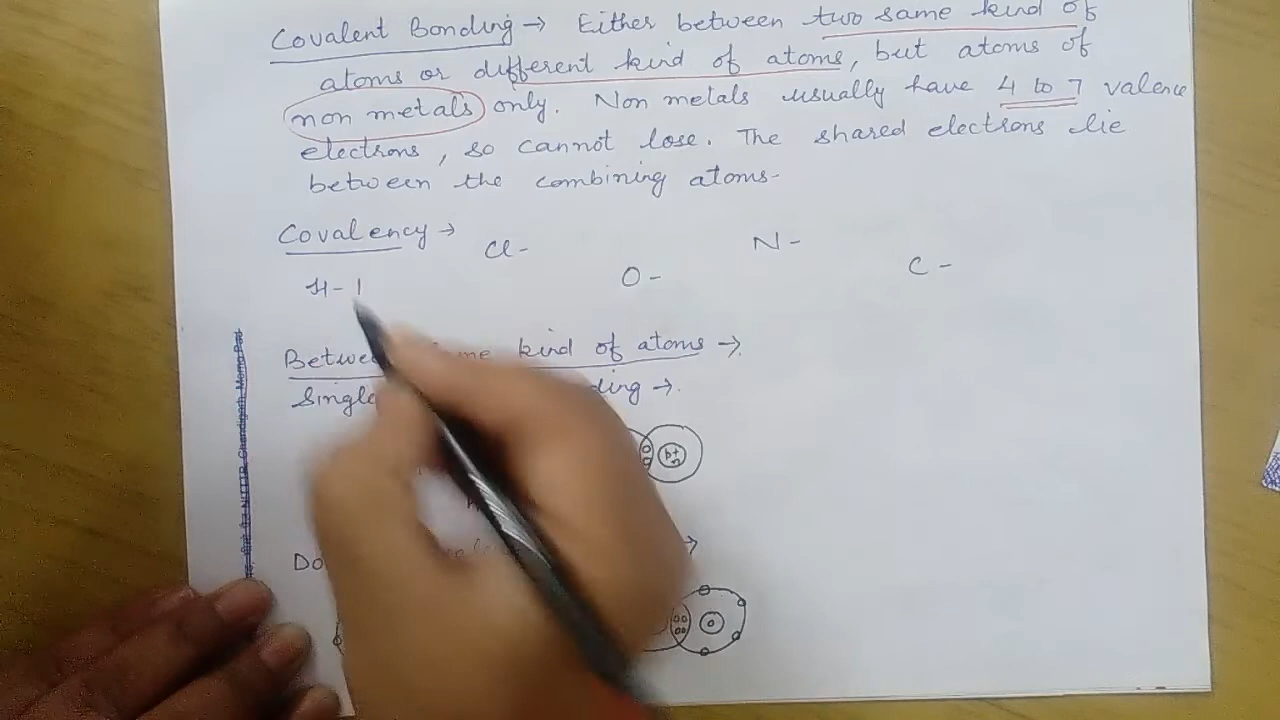 Covalent Bonding → Either between two same kind of
atoms or different kind of atoms, but atoms of
non metals only. Non metals usually have 4 to 7 valence
electrons, so cannot lose. The shared electrons lie
between the combining atoms-
Covalency →
Cl - N -
H - 1 O - C -
kind of atoms →
Single →
p+
n
Do